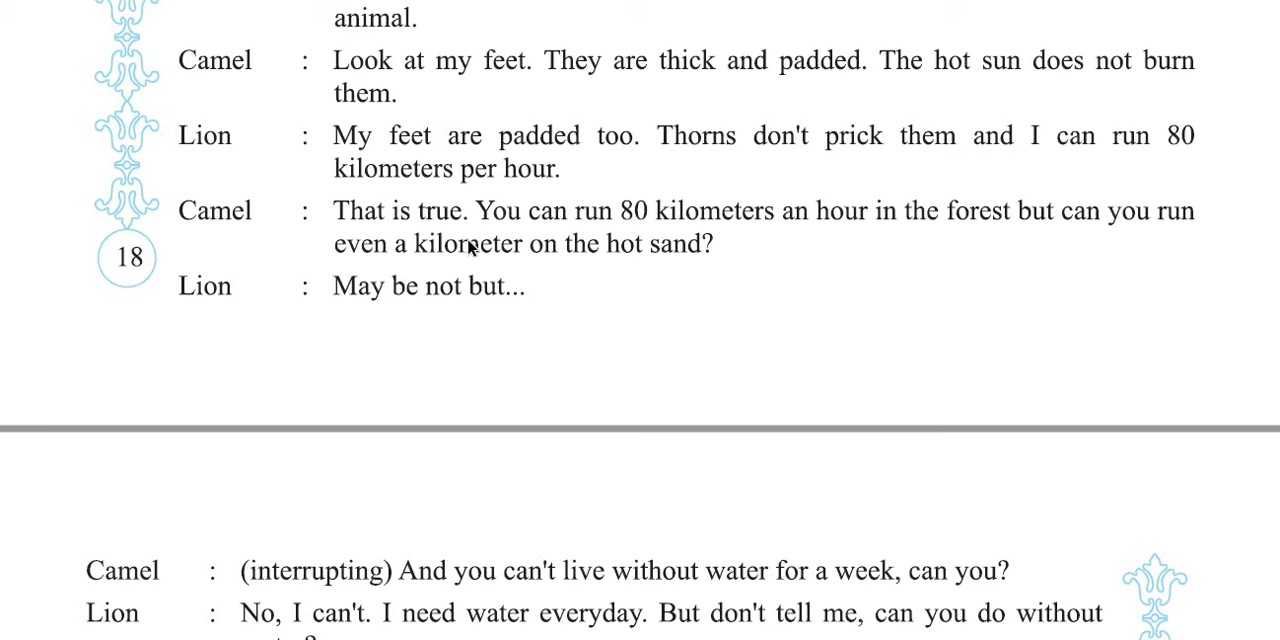 animal.
Camel : Look at my feet. They are thick and padded. The hot sun does not burn
them.
Lion : My feet are padded too. Thorns don't prick them and I can run 80
kilometers per hour.
Camel : That is true. You can run 80 kilometers an hour in the forest but can you run
even a kilometer on the hot sand?
18
Lion : May be not but...
Camel : (interrupting) And you can't live without water for a week, can you?
Lion : No, I can't. I need water everyday. But don't tell me, can you do without